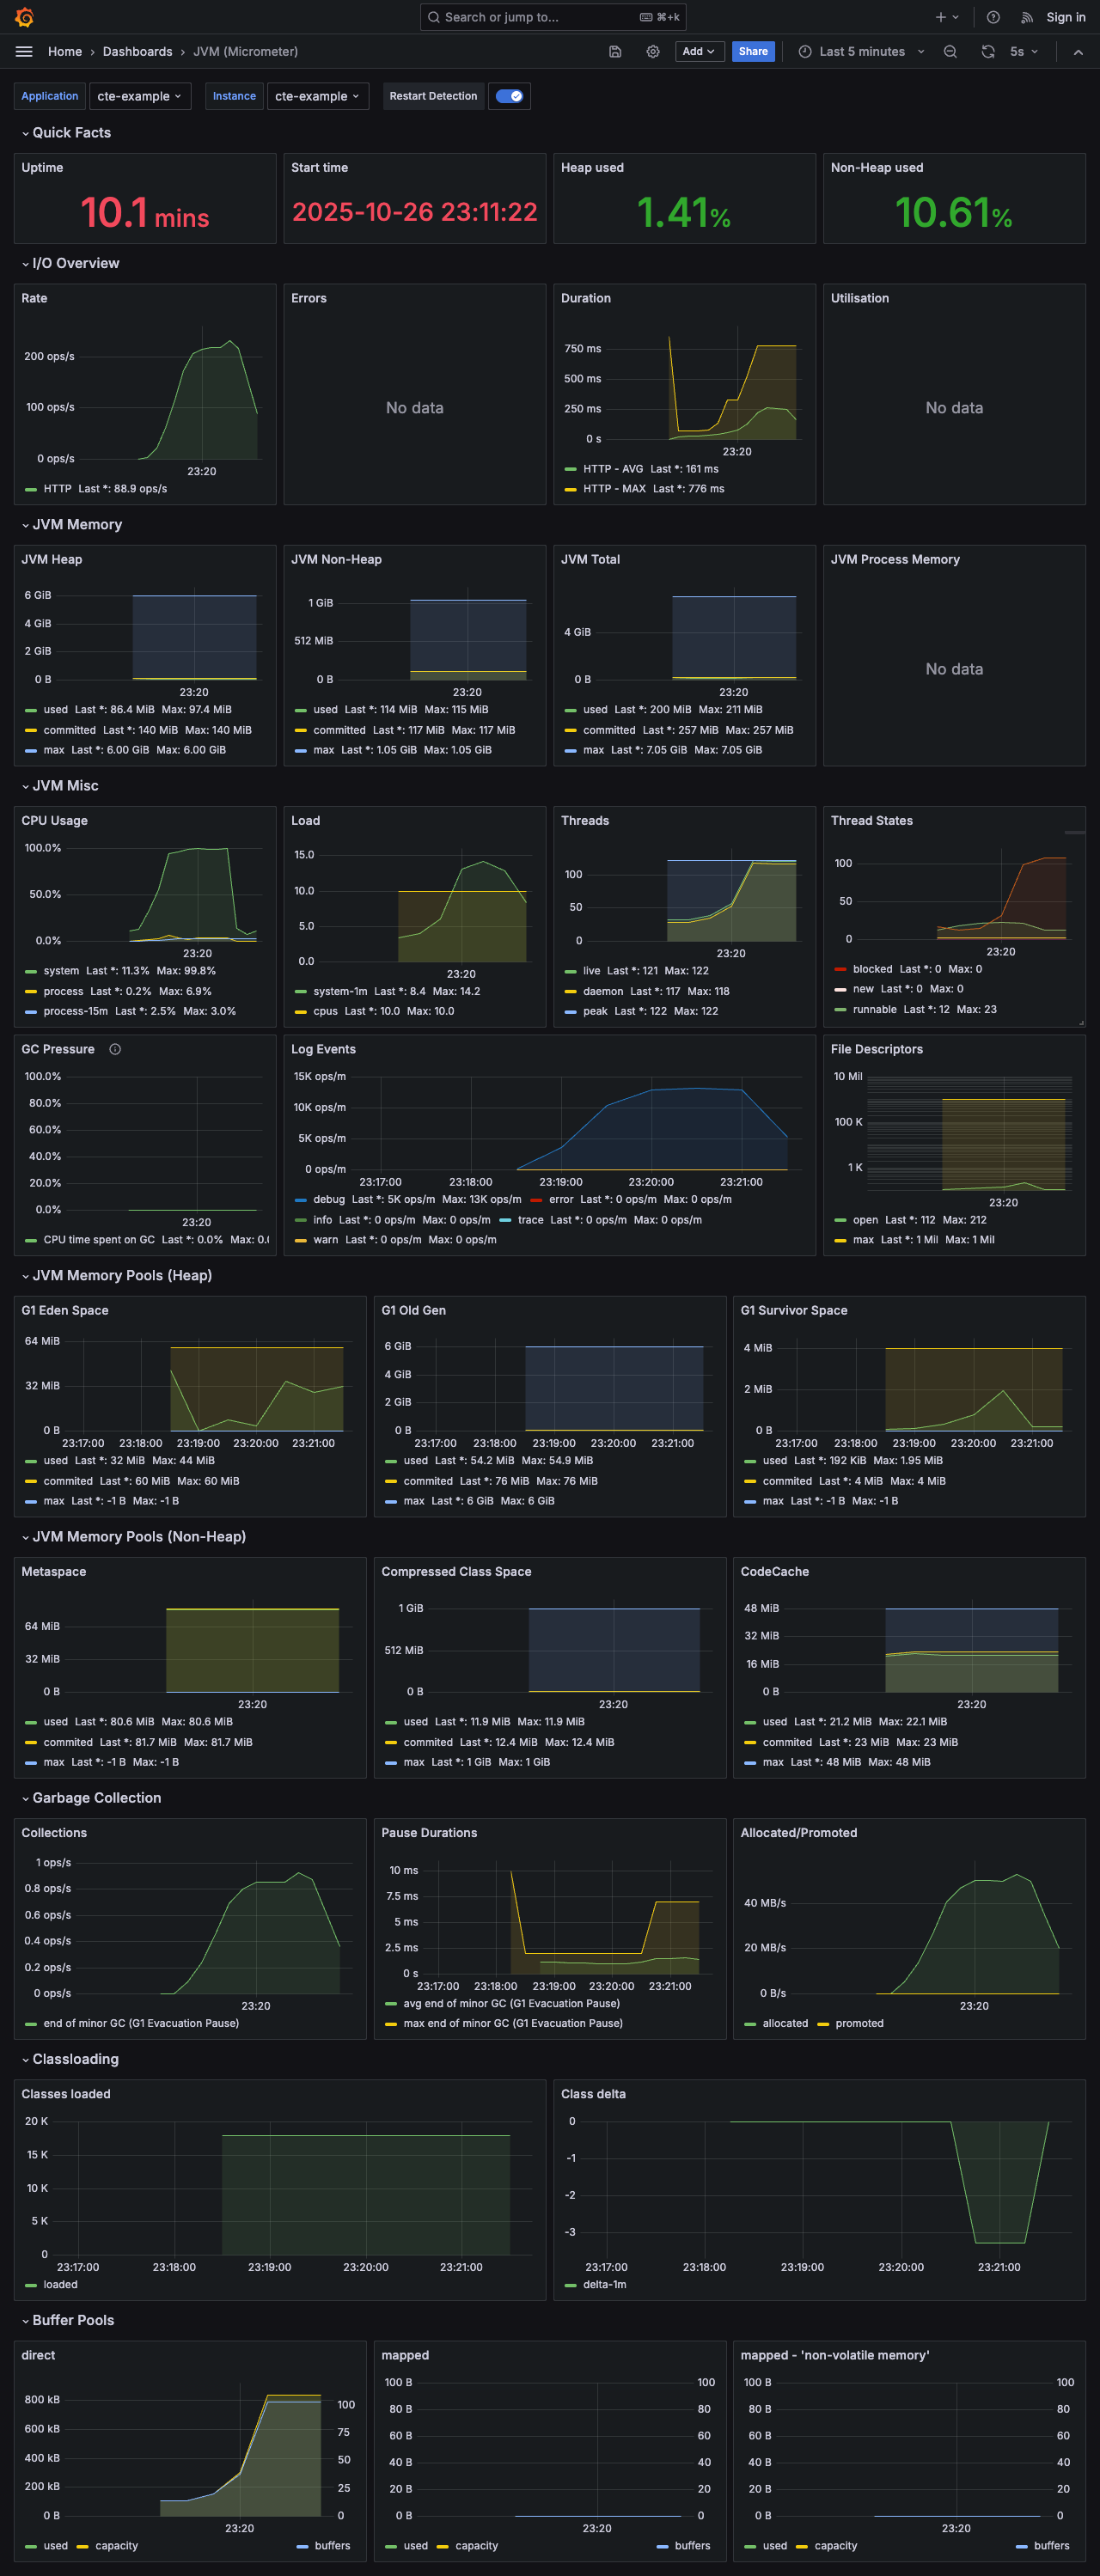 Search or jump to... ⌘+k Sign in
Home › Dashboards › JVM (Micrometer) Add Share Last 5 minutes 5s
Application cte-example Instance cte-example Restart Detection
Quick Facts
Uptime Start time Heap used Non-Heap used
10.1 mins 2025-10-26 23:11:22 1.41% 10.61%
I/O Overview
Rate
200 ops/s
100 ops/s
0 ops/s
23:20
HTTP Last *: 88.9 ops/s
Errors
No data
Duration
750 ms
500 ms
250 ms
0 s
23:20
HTTP - AVG Last *: 161 ms
HTTP - MAX Last *: 776 ms
Utilisation
No data
JVM Memory
JVM Heap
6 GiB
4 GiB
2 GiB
0 B
23:20
used Last *: 86.4 MiB Max: 97.4 MiB
committed Last *: 140 MiB Max: 140 MiB
max Last *: 6.00 GiB Max: 6.00 GiB
JVM Non-Heap
1 GiB
512 MiB
0 B
23:20
used Last *: 114 MiB Max: 115 MiB
committed Last *: 117 MiB Max: 117 MiB
max Last *: 1.05 GiB Max: 1.05 GiB
JVM Total
4 GiB
0 B
23:20
used Last *: 200 MiB Max: 211 MiB
committed Last *: 257 MiB Max: 257 MiB
max Last *: 7.05 GiB Max: 7.05 GiB
JVM Process Memory
No data
JVM Misc
CPU Usage
100.0%
50.0%
0.0%
23:20
system Last *: 11.3% Max: 99.8%
process Last *: 0.2% Max: 6.9%
process-15m Last *: 2.5% Max: 3.0%
Load
15.0
10.0
5.0
0.0
23:20
system-1m Last *: 8.4 Max: 14.2
cpus Last *: 10.0 Max: 10.0
Threads
100
50
0
23:20
live Last *: 121 Max: 122
daemon Last *: 117 Max: 118
peak Last *: 122 Max: 122
Thread States
100
50
0
23:20
blocked Last *: 0 Max: 0
new Last *: 0 Max: 0
runnable Last *: 12 Max: 23
GC Pressure
100.0%
80.0%
60.0%
40.0%
20.0%
0.0%
23:20
CPU time spent on GC Last *: 0.0% Max: 0.
Log Events
15K ops/m
10K ops/m
5K ops/m
0 ops/m
23:17:00 23:18:00 23:19:00 23:20:00 23:21:00
debug Last *: 5K ops/m Max: 13K ops/m error Last *: 0 ops/m Max: 0 ops/m
info Last *: 0 ops/m Max: 0 ops/m trace Last *: 0 ops/m Max: 0 ops/m
warn Last *: 0 ops/m Max: 0 ops/m
File Descriptors
10 Mil
100 K
1 K
23:20
open Last *: 112 Max: 212
max Last *: 1 Mil Max: 1 Mil
JVM Memory Pools (Heap)
G1 Eden Space
64 MiB
32 MiB
0 B
23:17:00 23:18:00 23:19:00 23:20:00 23:21:00
used Last *: 32 MiB Max: 44 MiB
commited Last *: 60 MiB Max: 60 MiB
max Last *: -1 B Max: -1 B
G1 Old Gen
6 GiB
4 GiB
2 GiB
0 B
23:17:00 23:18:00 23:19:00 23:20:00 23:21:00
used Last *: 54.2 MiB Max: 54.9 MiB
commited Last *: 76 MiB Max: 76 MiB
max Last *: 6 GiB Max: 6 GiB
G1 Survivor Space
4 MiB
2 MiB
0 B
23:17:00 23:18:00 23:19:00 23:20:00 23:21:00
used Last *: 192 KiB Max: 1.95 MiB
commited Last *: 4 MiB Max: 4 MiB
max Last *: -1 B Max: -1 B
JVM Memory Pools (Non-Heap)
Metaspace
64 MiB
32 MiB
0 B
23:20
used Last *: 80.6 MiB Max: 80.6 MiB
commited Last *: 81.7 MiB Max: 81.7 MiB
max Last *: -1 B Max: -1 B
Compressed Class Space
1 GiB
512 MiB
0 B
23:20
used Last *: 11.9 MiB Max: 11.9 MiB
commited Last *: 12.4 MiB Max: 12.4 MiB
max Last *: 1 GiB Max: 1 GiB
CodeCache
48 MiB
32 MiB
16 MiB
0 B
23:20
used Last *: 21.2 MiB Max: 22.1 MiB
commited Last *: 23 MiB Max: 23 MiB
max Last *: 48 MiB Max: 48 MiB
Garbage Collection
Collections
1 ops/s
0.8 ops/s
0.6 ops/s
0.4 ops/s
0.2 ops/s
0 ops/s
23:20
end of minor GC (G1 Evacuation Pause)
Pause Durations
10 ms
7.5 ms
5 ms
2.5 ms
0 s
23:17:00 23:18:00 23:19:00 23:20:00 23:21:00
avg end of minor GC (G1 Evacuation Pause)
max end of minor GC (G1 Evacuation Pause)
Allocated/Promoted
40 MB/s
20 MB/s
0 B/s
23:20
allocated promoted
Classloading
Classes loaded
20 K
15 K
10 K
5 K
0
23:17:00 23:18:00 23:19:00 23:20:00 23:21:00
loaded
Class delta
0
-1
-2
-3
23:17:00 23:18:00 23:19:00 23:20:00 23:21:00
delta-1m
Buffer Pools
direct
800 kB 100
600 kB 75
400 kB 50
200 kB 25
0 B 0
23:20
used capacity buffers
mapped
100 B 100
80 B 80
60 B 60
40 B 40
20 B 20
0 B 0
23:20
used capacity buffers
mapped - 'non-volatile memory'
100 B 100
80 B 80
60 B 60
40 B 40
20 B 20
0 B 0
23:20
used capacity buffers